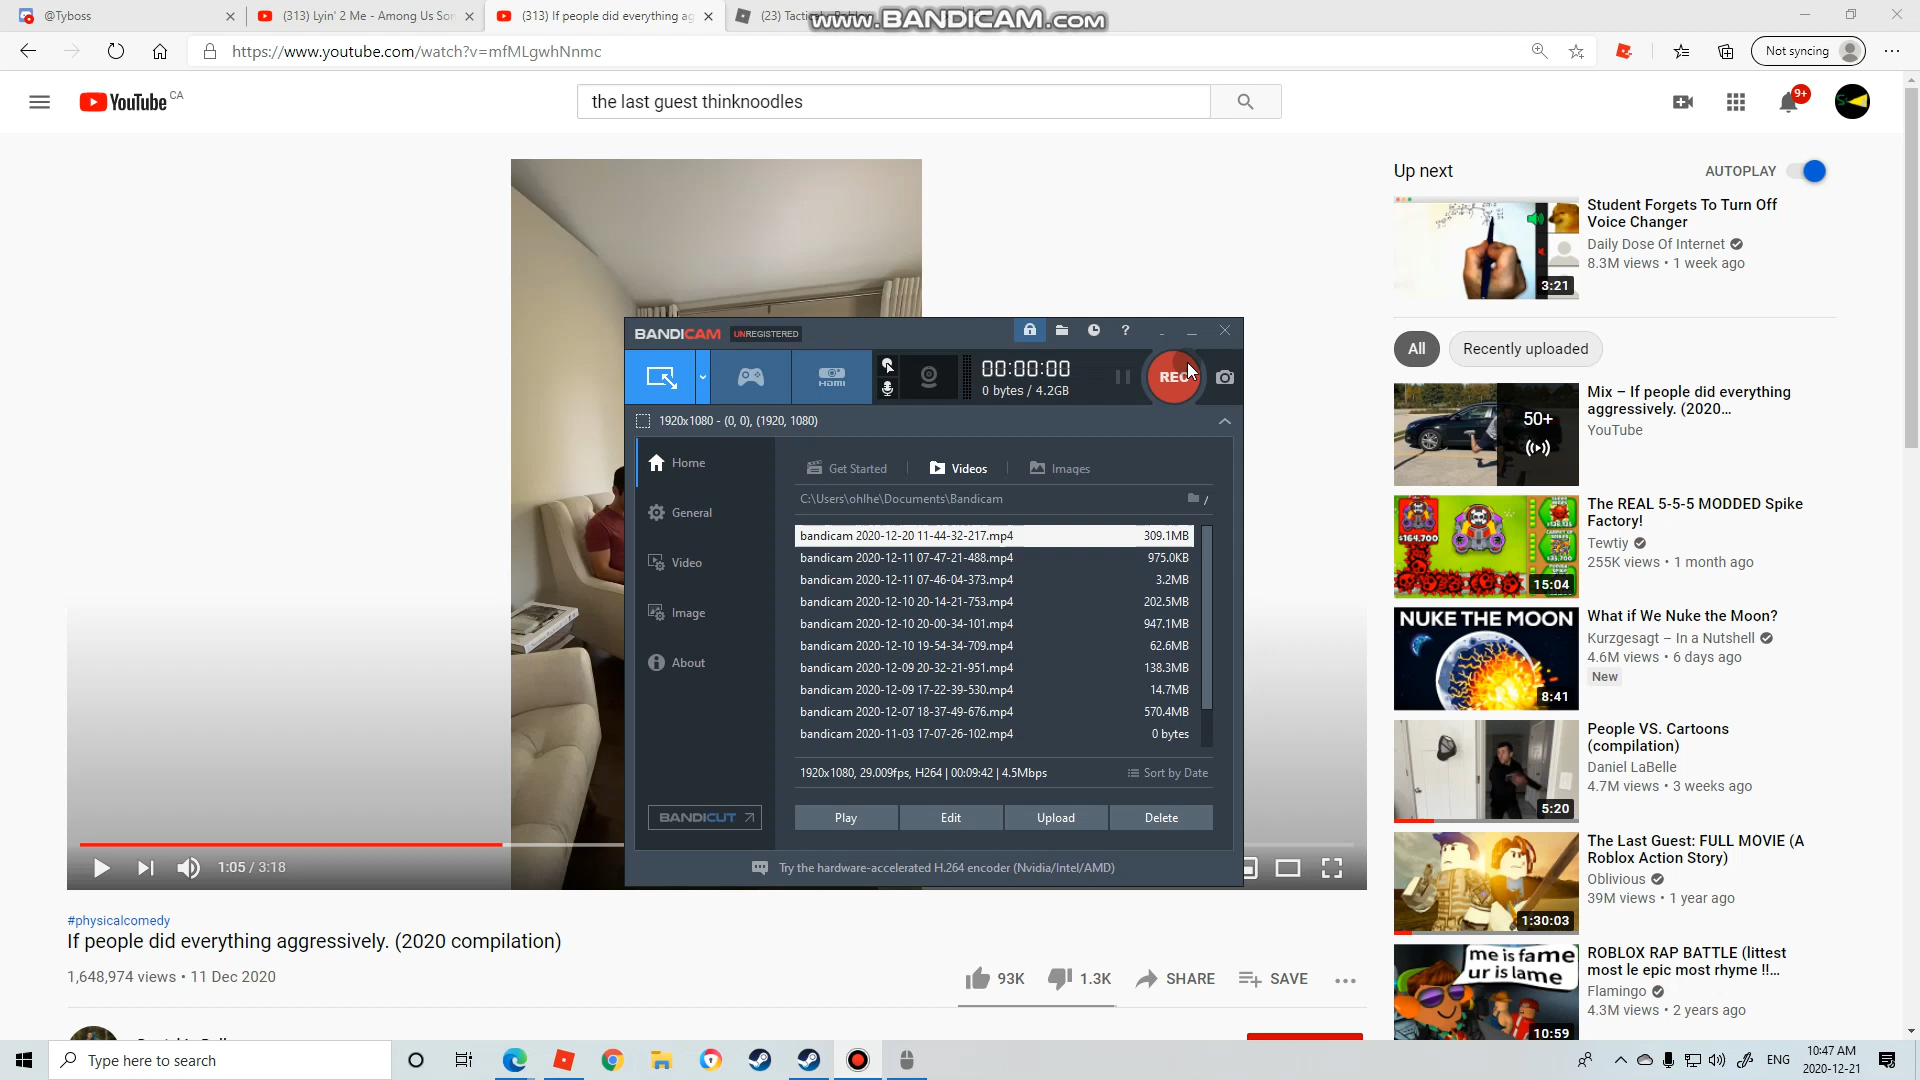 @Tyboss
(313) Lyin' 2 Me - Among Us Son
(313) If people did everything ag
(23) Tactical
www.BANDICAM.com
https://www.youtube.com/watch?v=mfMLgwhNnmc
Not syncing
YouTube CA
the last guest thinknoodles
9+
Up next
AUTOPLAY
Student Forgets To Turn Off
Voice Changer
Daily Dose Of Internet
8.3M views • 1 week ago
3:21
All
Recently uploaded
Mix – If people did everything
aggressively. (2020...
YouTube
50+
The REAL 5-5-5 MODDED Spike
Factory!
Tewtiy
255K views • 1 month ago
$164,700
15:04
NUKE THE MOON
What if We Nuke the Moon?
Kurzgesagt – In a Nutshell
4.6M views • 6 days ago
New
8:41
People VS. Cartoons
(compilation)
Daniel LaBelle
4.7M views • 3 weeks ago
5:20
The Last Guest: FULL MOVIE (A
Roblox Action Story)
Oblivious
39M views • 1 year ago
1:30:03
me is fame
ur is lame
ROBLOX RAP BATTLE (littest
most le epic most rhyme !!...
Flamingo
4.3M views • 2 years ago
10:59
BANDICAM UNREGISTERED
?
HDMI
00:00:00
0 bytes / 4.2GB
REC
1920x1080 - (0, 0), (1920, 1080)
Home
General
Video
Image
About
BANDICUT
Get Started
Videos
Images
C:\Users\ohlhe\Documents\Bandicam
/
bandicam 2020-12-20 11-44-32-217.mp4 309.1MB
bandicam 2020-12-11 07-47-21-488.mp4 975.0KB
bandicam 2020-12-11 07-46-04-373.mp4 3.2MB
bandicam 2020-12-10 20-14-21-753.mp4 202.5MB
bandicam 2020-12-10 20-00-34-101.mp4 947.1MB
bandicam 2020-12-10 19-54-34-709.mp4 62.6MB
bandicam 2020-12-09 20-32-21-951.mp4 138.3MB
bandicam 2020-12-09 17-22-39-530.mp4 14.7MB
bandicam 2020-12-07 18-37-49-676.mp4 570.4MB
bandicam 2020-11-03 17-07-26-102.mp4 0 bytes
1920x1080, 29.009fps, H264 | 00:09:42 | 4.5Mbps
Sort by Date
Play
Edit
Upload
Delete
Try the hardware-accelerated H.264 encoder (Nvidia/Intel/AMD)
1:05 / 3:18
#physicalcomedy
If people did everything aggressively. (2020 compilation)
1,648,974 views • 11 Dec 2020
93K
1.3K
SHARE
SAVE
Type here to search
ENG
10:47 AM
2020-12-21